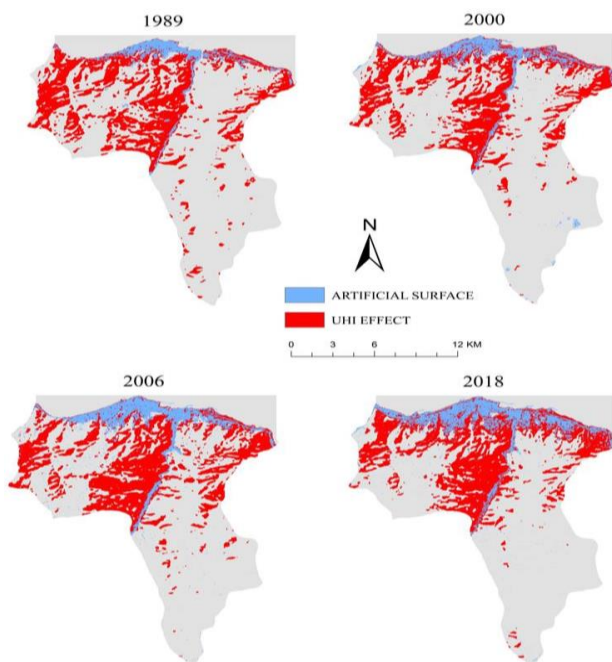 1989
2000
N
ARTIFICIAL SURFACE
UHI EFFECT
0 3 6 12 KM
2006
2018